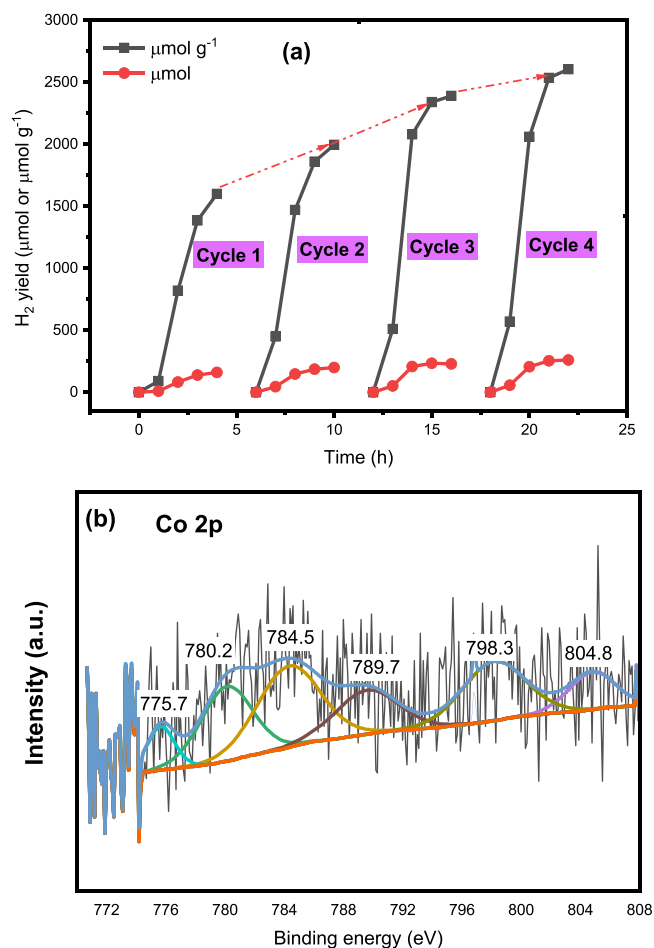 (a)
μmol g⁻¹
μmol
3000
2500
2000
1500
1000
500
0
H₂ yield (μmol or μmol g⁻¹)
Cycle 1
Cycle 2
Cycle 3
Cycle 4
0 5 10 15 20 25
Time (h)
(b) Co 2p
Intensity (a.u.)
775.7
780.2
784.5
789.7
798.3
804.8
772 776 780 784 788 792 796 800 804 808
Binding energy (eV)